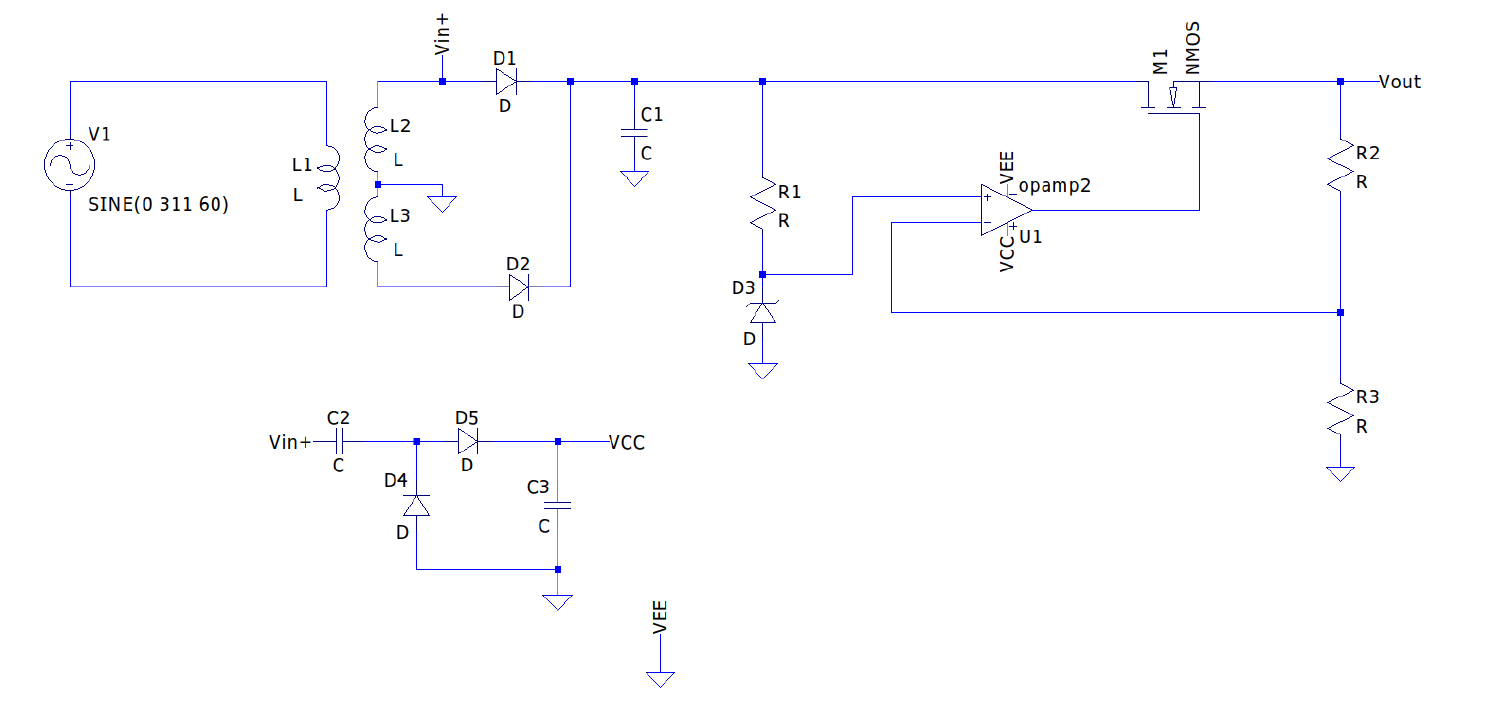 Vin+
D1
D
M1
NMOS
Vout
V1
SINE(0 311 60)
L1
L
L2
L
L3
L
C1
C
R1
R
VEE
opamp2
U1
VCC
R2
R
D2
D
D3
D
R3
R
Vin+
C2
C
D5
D
VCC
D4
D
C3
C
VEE